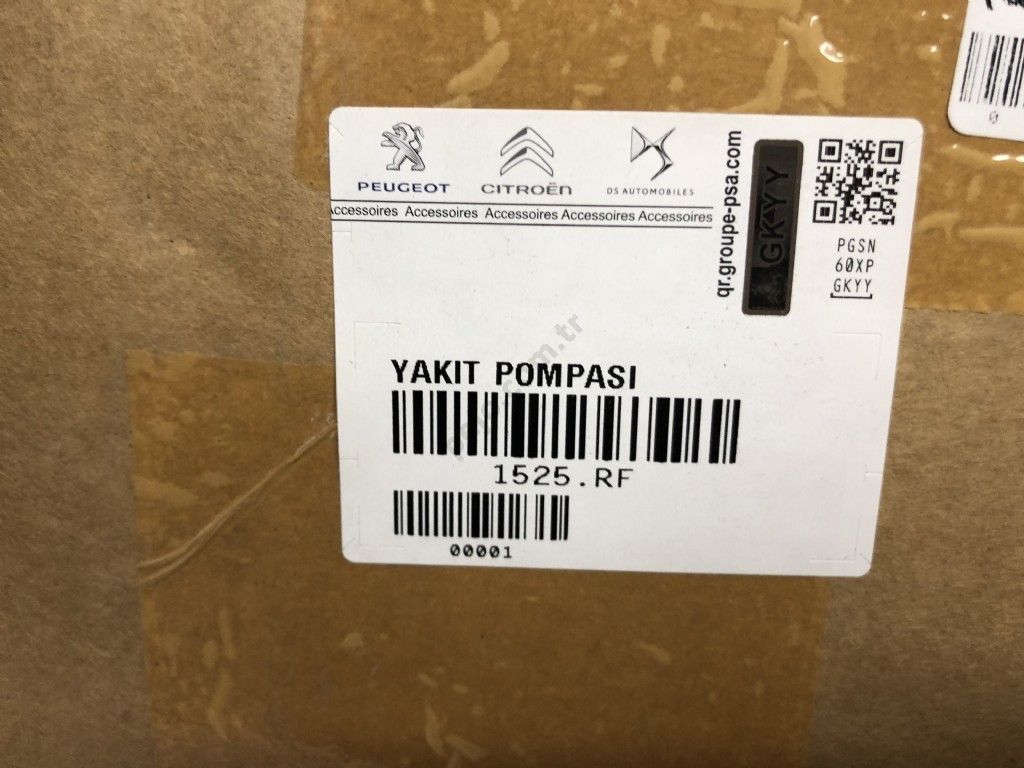 PEUGEOT
CITROËN
DS AUTOMOBILES
Accessoires Accessoires Accessoires Accessoires Accessoires
qr.groupe-psa.com
GKYY
PGSN
60XP
GKYY
YAKIT POMPASI
1525.RF
00001
0